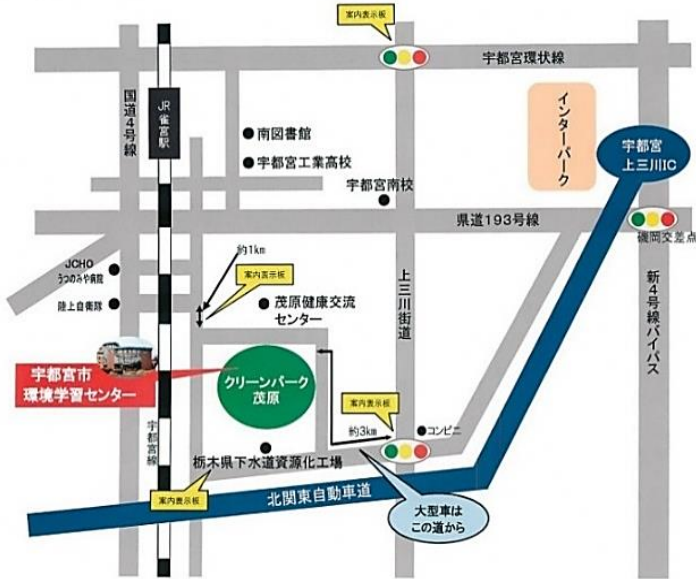 案内表示板
宇都宮環状線
国道4号線
JR雀宮駅
南図書館
宇都宮工業高校
インターパーク
宇都宮
上三川IC
宇都宮南校
県道193号線
磯岡交差点
約1km
JCHO
うつのみや病院
案内表示板
上三川街道
新4号線バイパス
陸上自衛隊
茂原健康交流
センター
宇都宮市
環境学習センター
クリーンパーク
茂原
案内表示板
約3km
コンビニ
宇都宮線
栃木県下水道資源化工場
案内表示板
北関東自動車道
大型車は
この道から